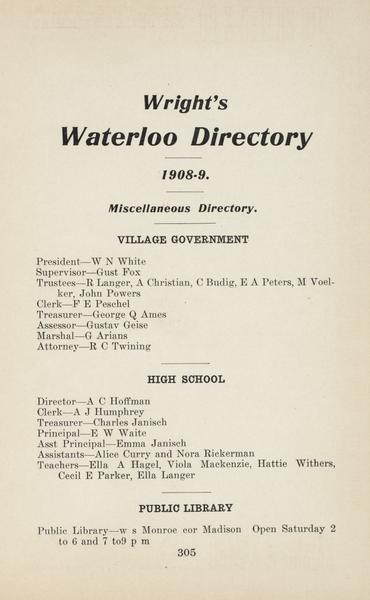 Wright's
Waterloo Directory
1908-9.
Miscellaneous Directory.
VILLAGE GOVERNMENT
President—W N White
Supervisor—Gust Fox
Trustees—R Langer, A Christian, C Budig, E A Peters, M Voel-
ker, John Powers
Clerk—F E Peschel
Treasurer—George Q Ames
Assessor—Gustav Geise
Marshal—G Arians
Attorney—R C Twining
HIGH SCHOOL
Director—A C Hoffman
Clerk—A J Humphrey
Treasurer—Charles Janisch
Principal—E W Waite
Asst Principal—Emma Janisch
Assistants—Alice Curry and Nora Rickerman
Teachers—Ella A Hagel, Viola Mackenzie, Hattie Withers,
Cecil E Parker, Ella Langer
PUBLIC LIBRARY
Public Library—w s Monroe cor Madison Open Saturday 2
to 6 and 7 to9 p m
305